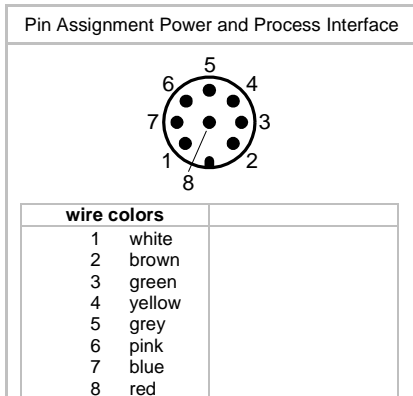 Pin Assignment Power and Process Interface
5
6 4
7 3
1 2
8
wire colors
1 white
2 brown
3 green
4 yellow
5 grey
6 pink
7 blue
8 red